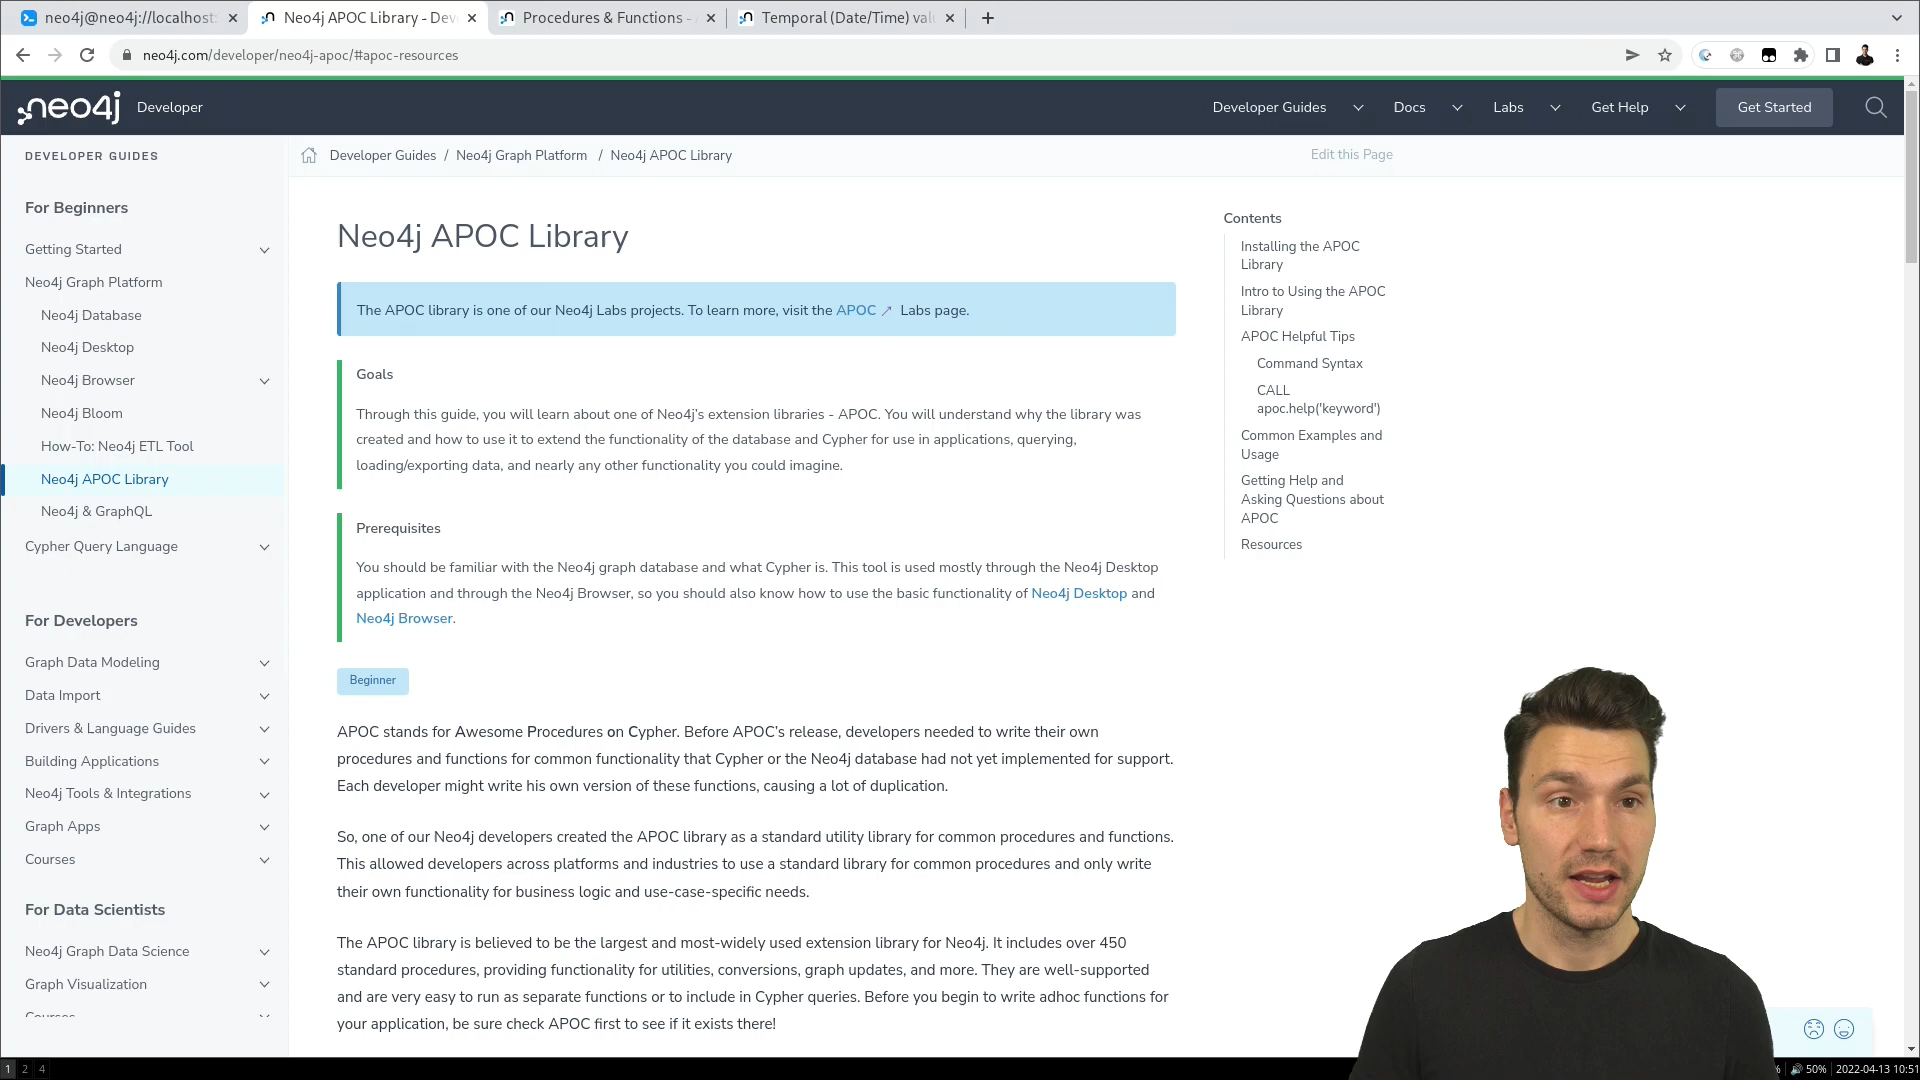 neo4j@neo4j://localhost:
Neo4j APOC Library - Dev
Procedures & Functions -
Temporal (Date/Time) val
neo4j.com/developer/neo4j-apoc/#apoc-resources
neo4j Developer
Developer Guides
Docs
Labs
Get Help
Get Started
DEVELOPER GUIDES
For Beginners
Getting Started
Neo4j Graph Platform
Neo4j Database
Neo4j Desktop
Neo4j Browser
Neo4j Bloom
How-To: Neo4j ETL Tool
Neo4j APOC Library
Neo4j & GraphQL
Cypher Query Language
For Developers
Graph Data Modeling
Data Import
Drivers & Language Guides
Building Applications
Neo4j Tools & Integrations
Graph Apps
Courses
For Data Scientists
Neo4j Graph Data Science
Graph Visualization
Courses
Developer Guides / Neo4j Graph Platform / Neo4j APOC Library
Edit this Page
Neo4j APOC Library
The APOC library is one of our Neo4j Labs projects. To learn more, visit the APOC Labs page.
Goals
Through this guide, you will learn about one of Neo4j's extension libraries - APOC. You will understand why the library was
created and how to use it to extend the functionality of the database and Cypher for use in applications, querying,
loading/exporting data, and nearly any other functionality you could imagine.
Prerequisites
You should be familiar with the Neo4j graph database and what Cypher is. This tool is used mostly through the Neo4j Desktop
application and through the Neo4j Browser, so you should also know how to use the basic functionality of Neo4j Desktop and
Neo4j Browser.
Beginner
APOC stands for Awesome Procedures on Cypher. Before APOC's release, developers needed to write their own
procedures and functions for common functionality that Cypher or the Neo4j database had not yet implemented for support.
Each developer might write his own version of these functions, causing a lot of duplication.
So, one of our Neo4j developers created the APOC library as a standard utility library for common procedures and functions.
This allowed developers across platforms and industries to use a standard library for common procedures and only write
their own functionality for business logic and use-case-specific needs.
The APOC library is believed to be the largest and most-widely used extension library for Neo4j. It includes over 450
standard procedures, providing functionality for utilities, conversions, graph updates, and more. They are well-supported
and are very easy to run as separate functions or to include in Cypher queries. Before you begin to write adhoc functions for
your application, be sure check APOC first to see if it exists there!
Contents
Installing the APOC
Library
Intro to Using the APOC
Library
APOC Helpful Tips
Command Syntax
CALL
apoc.help('keyword')
Common Examples and
Usage
Getting Help and
Asking Questions about
APOC
Resources
1 2 4
% 50% 2022-04-13 10:51